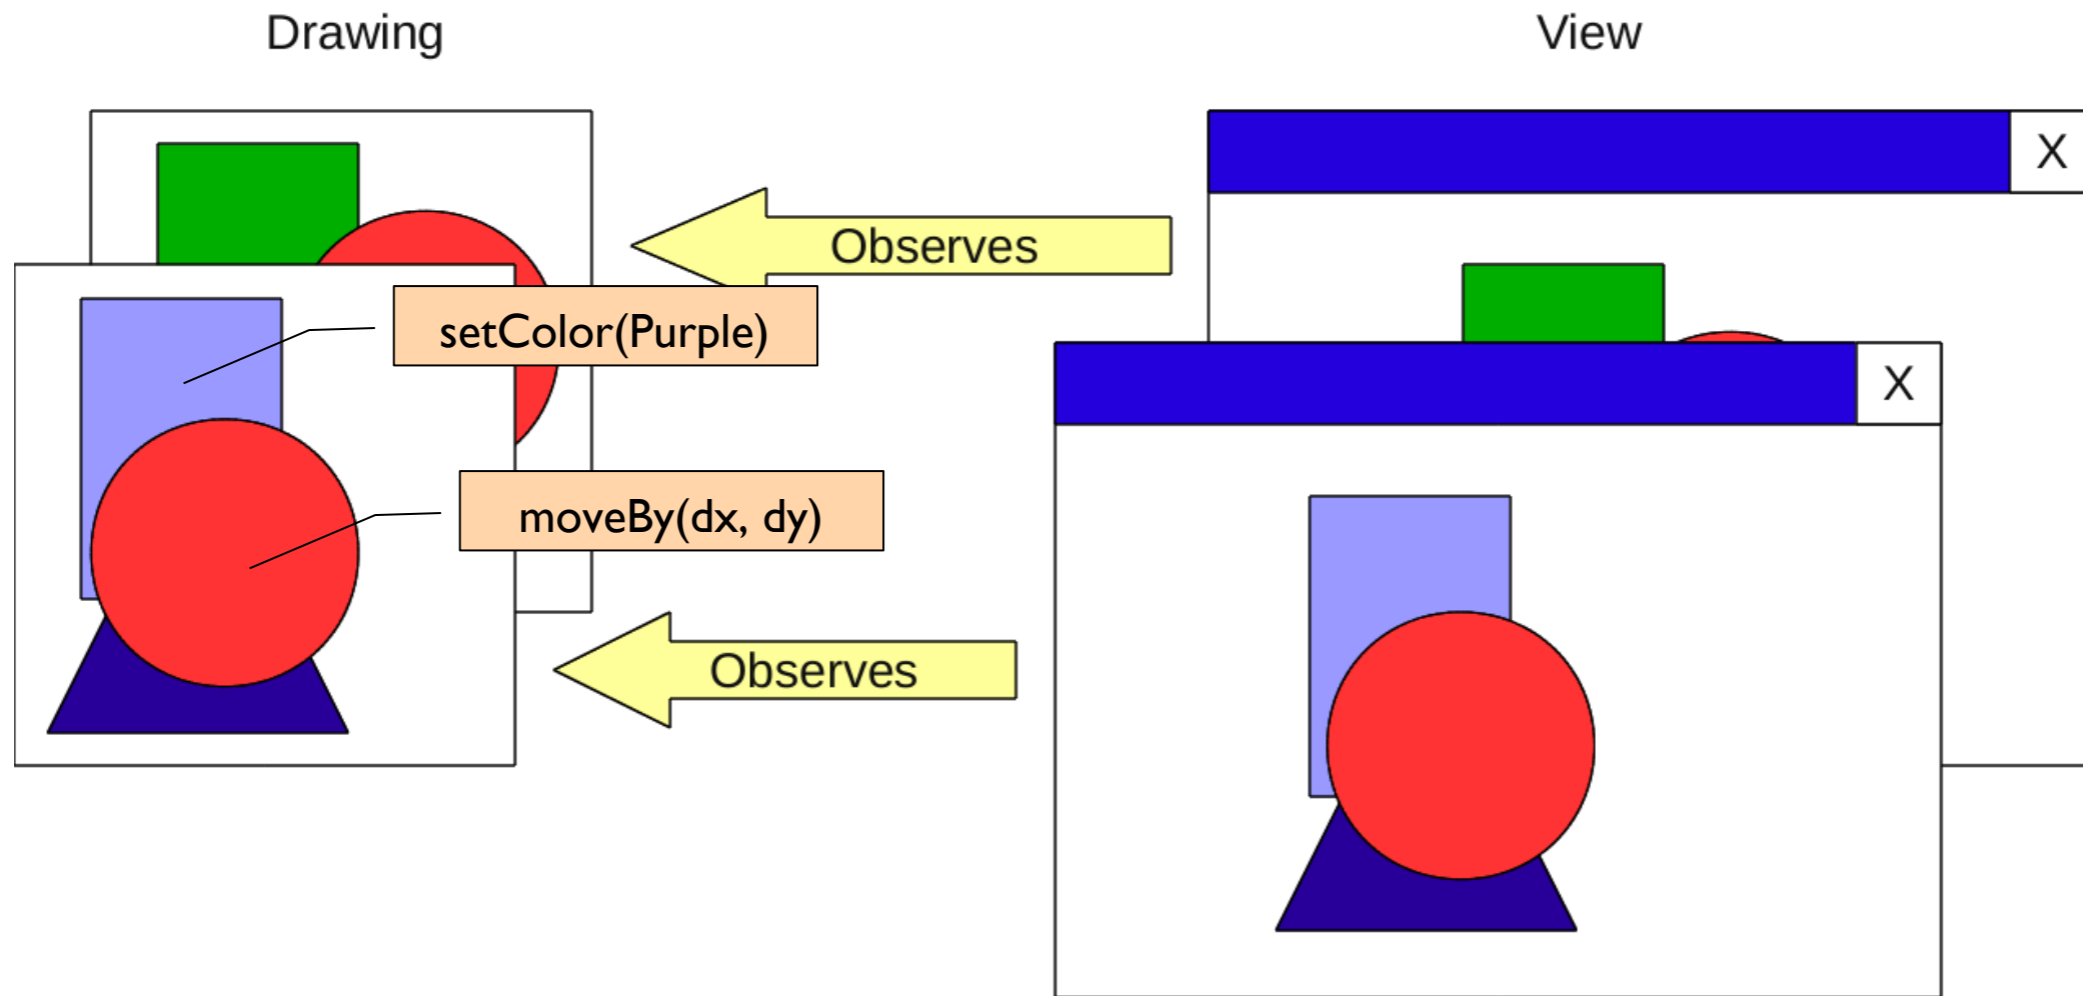 Drawing
View
X
Observes
setColor(Purple)
X
moveBy(dx, dy)
Observes